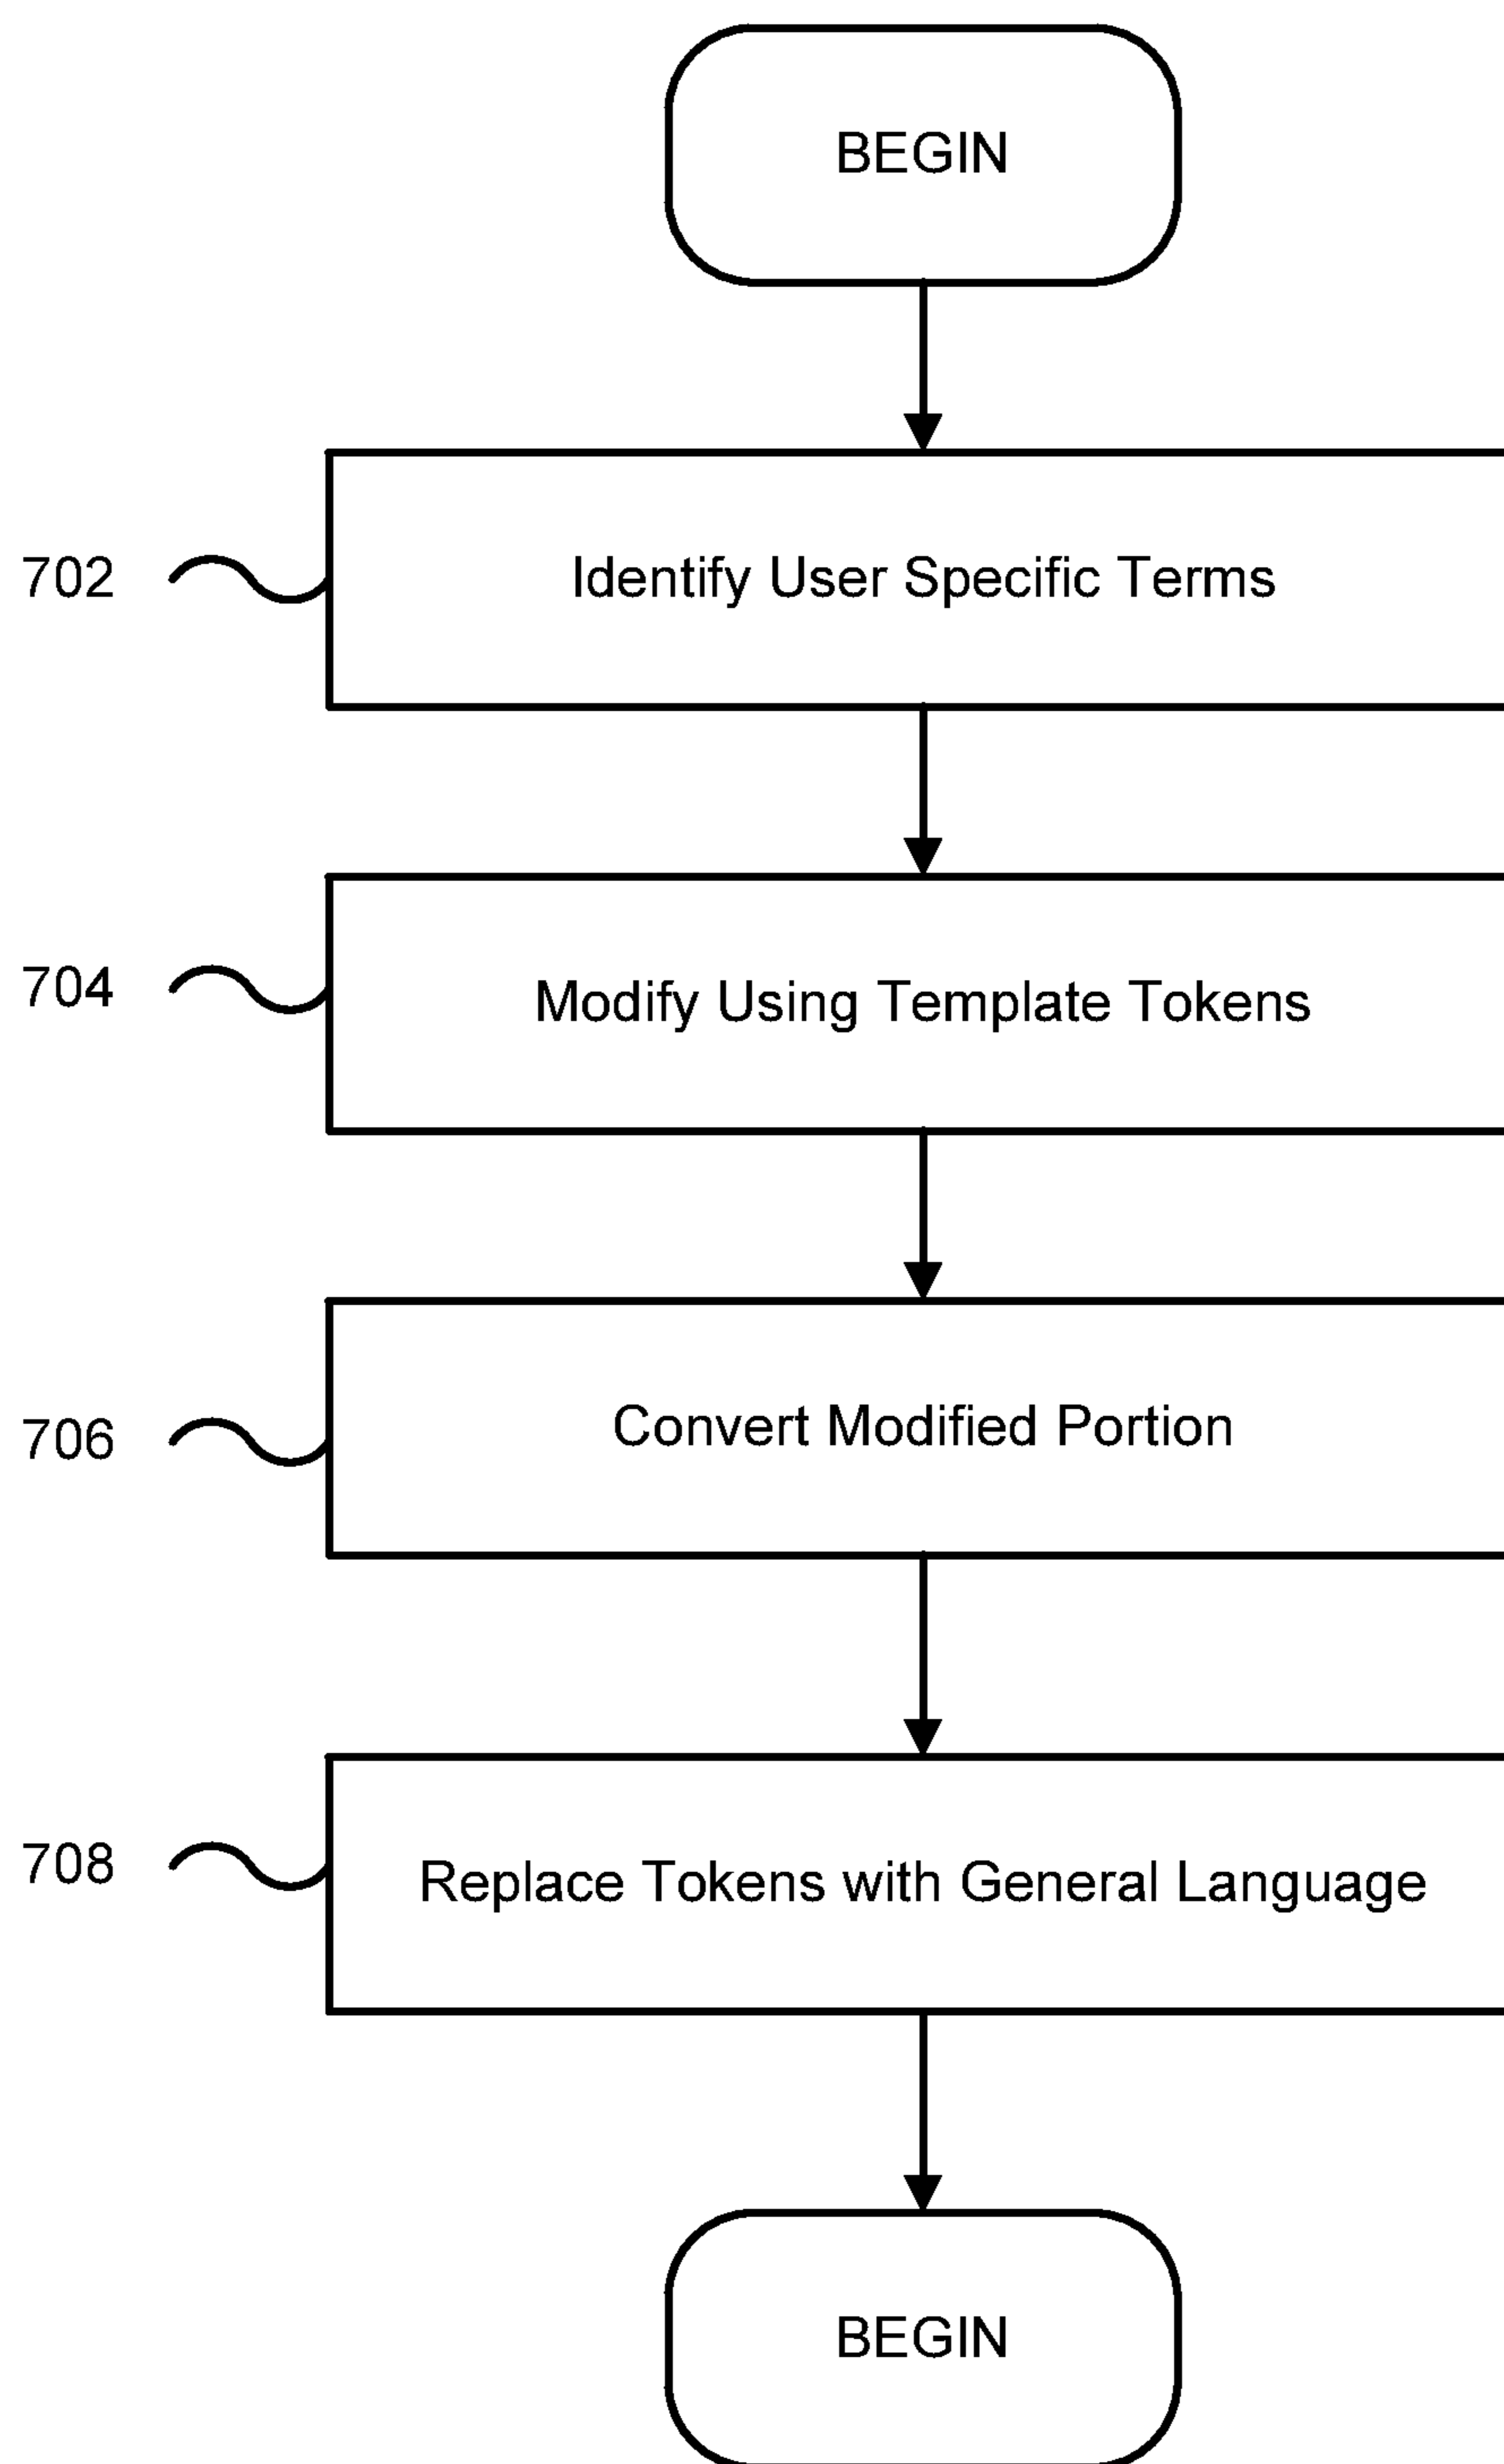 BEGIN
702 Identify User Specific Terms
704 Modify Using Template Tokens
706 Convert Modified Portion
708 Replace Tokens with General Language
BEGIN